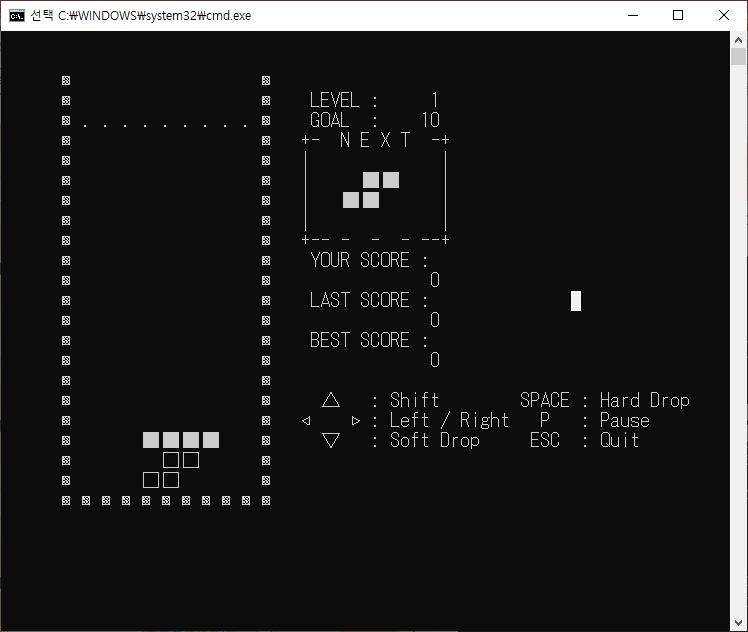 선택 C:₩WINDOWS₩system32₩cmd.exe
LEVEL : 1
GOAL : 10
+- N E X T -+
+-- - - - --+
YOUR SCORE :
0
LAST SCORE :
0
BEST SCORE :
0
△ : Shift SPACE : Hard Drop
◁ ▷ : Left / Right P : Pause
▽ : Soft Drop ESC : Quit